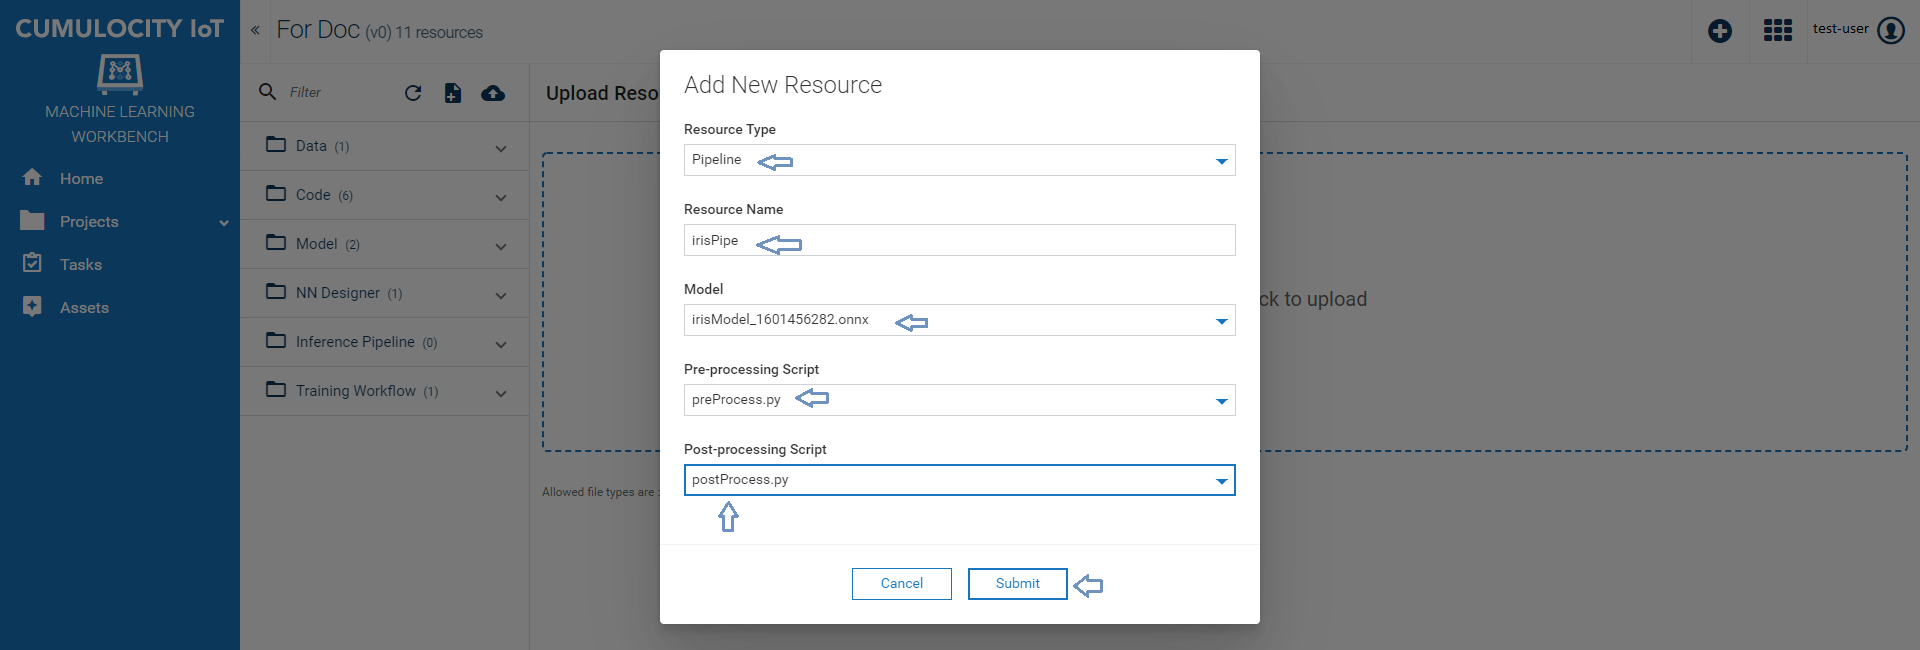 CUMULOCITY IoT
MACHINE LEARNING
WORKBENCH
Home
Projects
Tasks
Assets
« For Doc (v0) 11 resources
test-user
Filter
Data (1)
Code (6)
Model (2)
NN Designer (1)
Inference Pipeline (0)
Training Workflow (1)
Upload Reso
ck to upload
Allowed file types are :
Add New Resource
Resource Type
Pipeline
Resource Name
irisPipe
Model
irisModel_1601456282.onnx
Pre-processing Script
preProcess.py
Post-processing Script
postProcess.py
Cancel
Submit